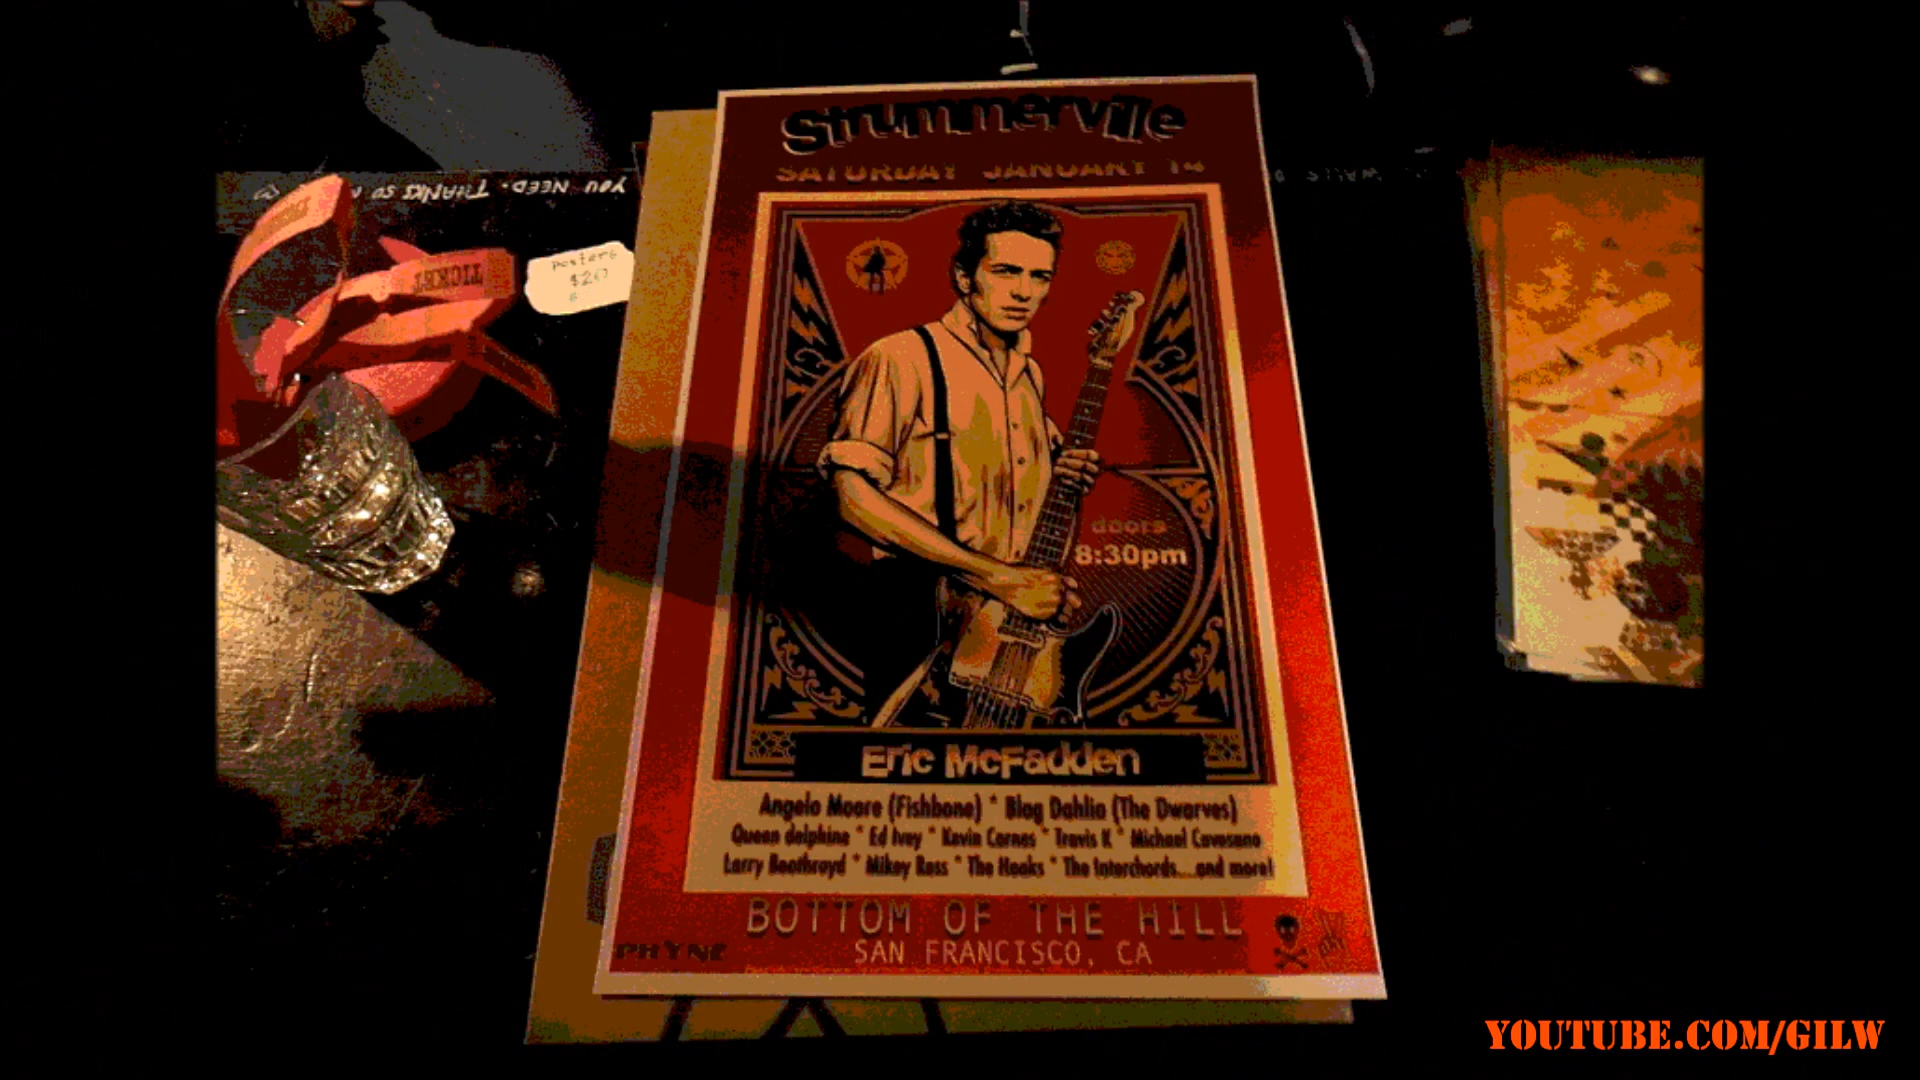 Strummerville
SATURDAY JANUARY 14
YOU NEED. THANKS SO
TICKET
TICKET
posters
$20
doors
8:30pm
Eric McFadden
Angelo Moore (Fishbone) * Blag Dahlia (The Dwarves)
Queen delphine * Ed Ivey * Kevin Carnes * Travis K * Michael Cavaseno
Larry Boothroyd * Mikey Ross * The Hooks * The Interchords...and more!
BOTTOM OF THE HILL
SAN FRANCISCO, CA
PHYNE
YOUTUBE.COM/GILW